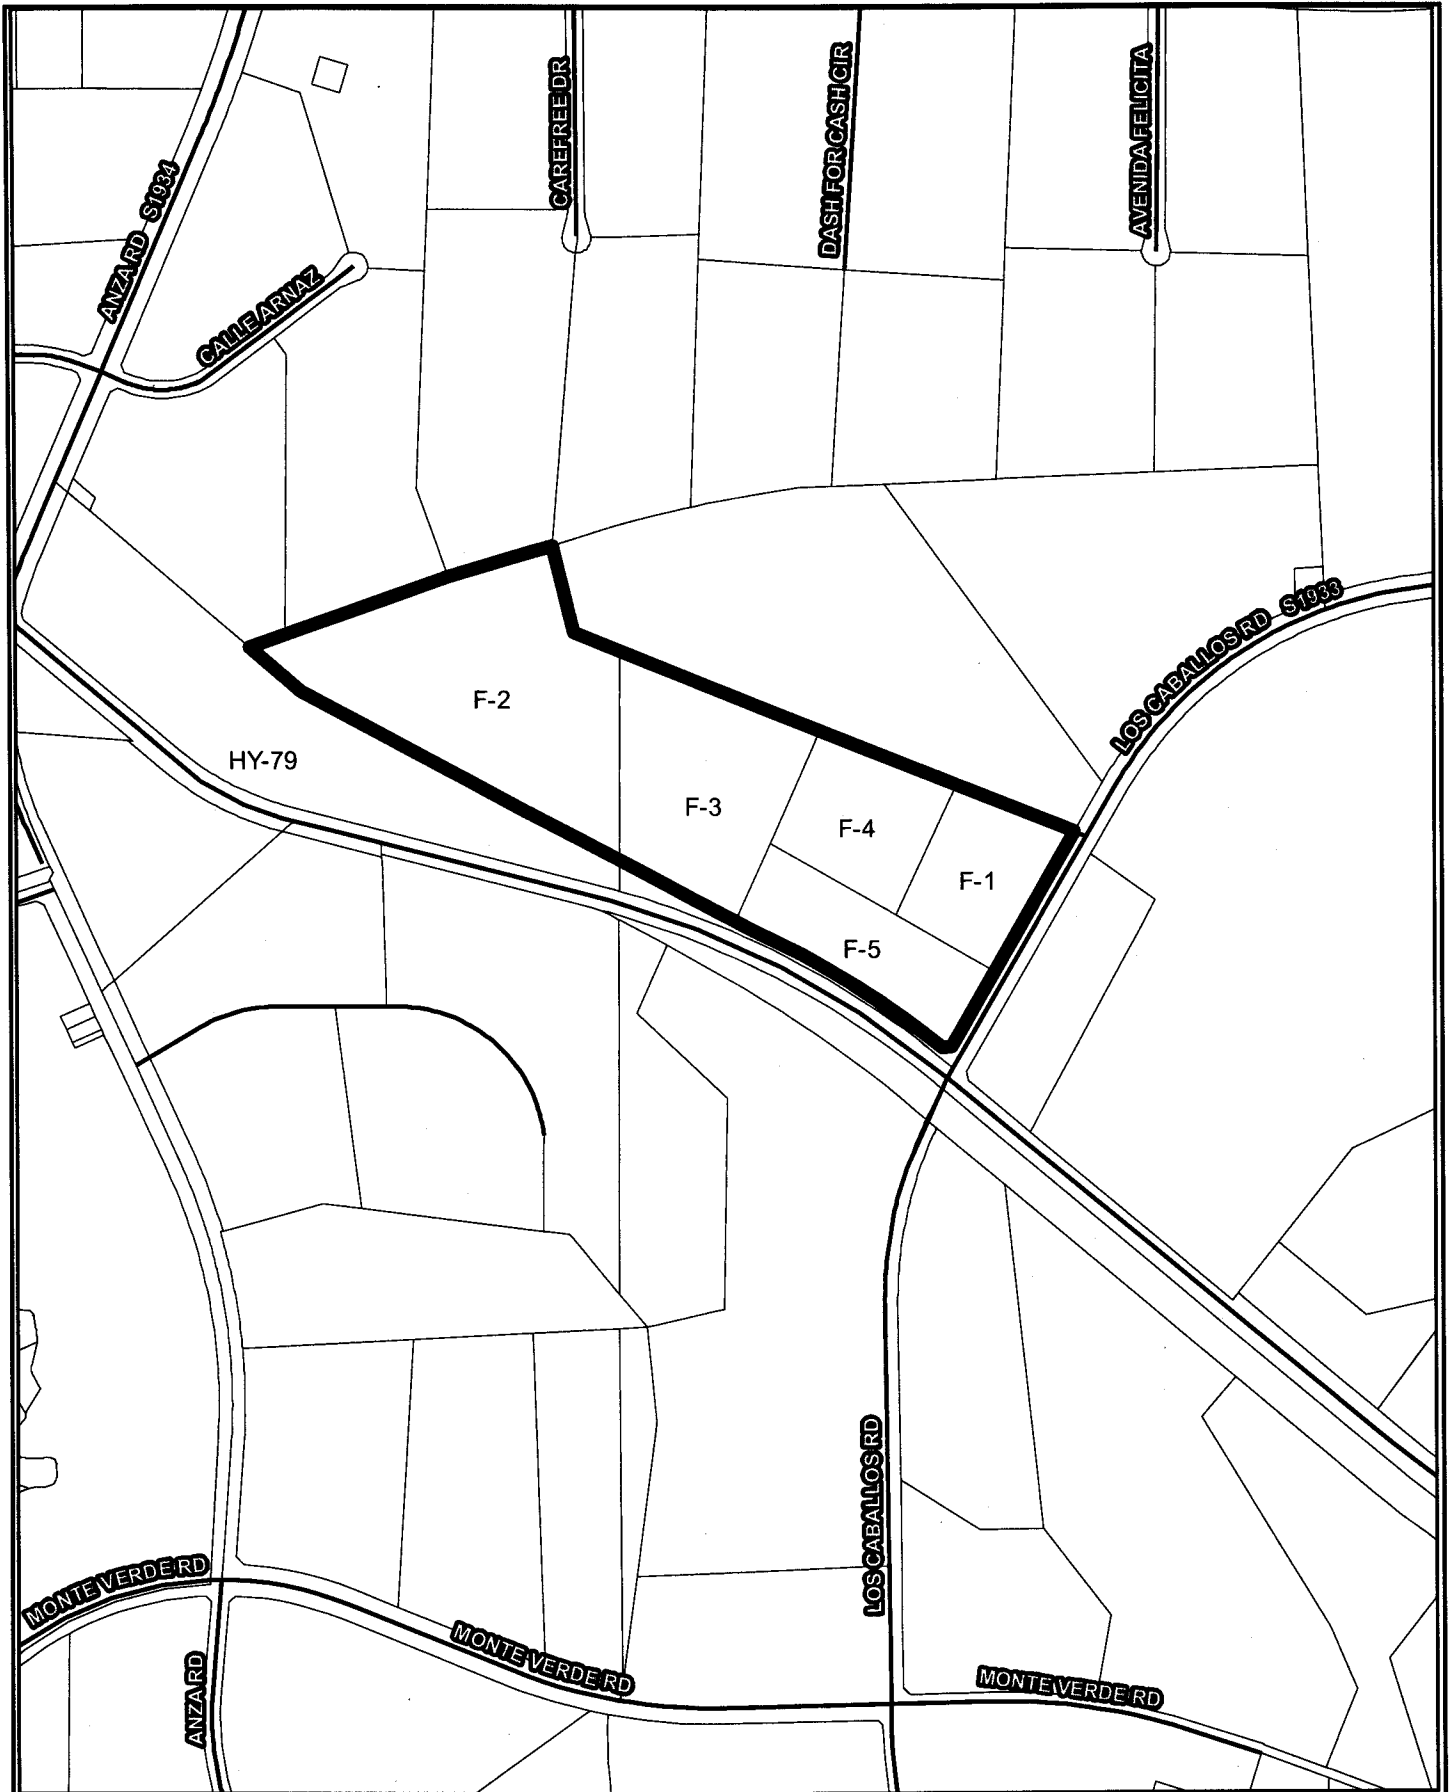 CAREFREE DR
DASH FOR CASH CIR
AVENIDA FELICITA
ANZA RD S1934
CALLE ARNAZ
LOS CABALLOS RD S1933
F-2
HY-79
F-3
F-4
F-1
F-5
LOS CABALLOS RD
MONTE VERDE RD
MONTE VERDE RD
MONTE VERDE RD
ANZA RD